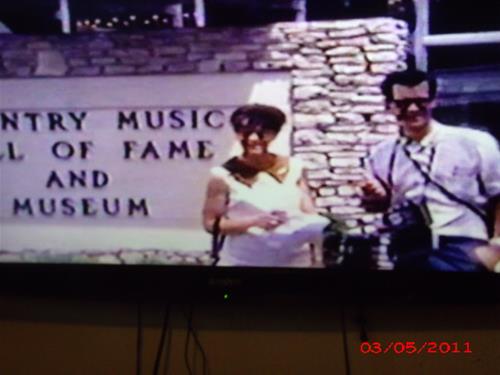 NTRY MUSIC
L OF FAME
AND
MUSEUM
03/05/2011